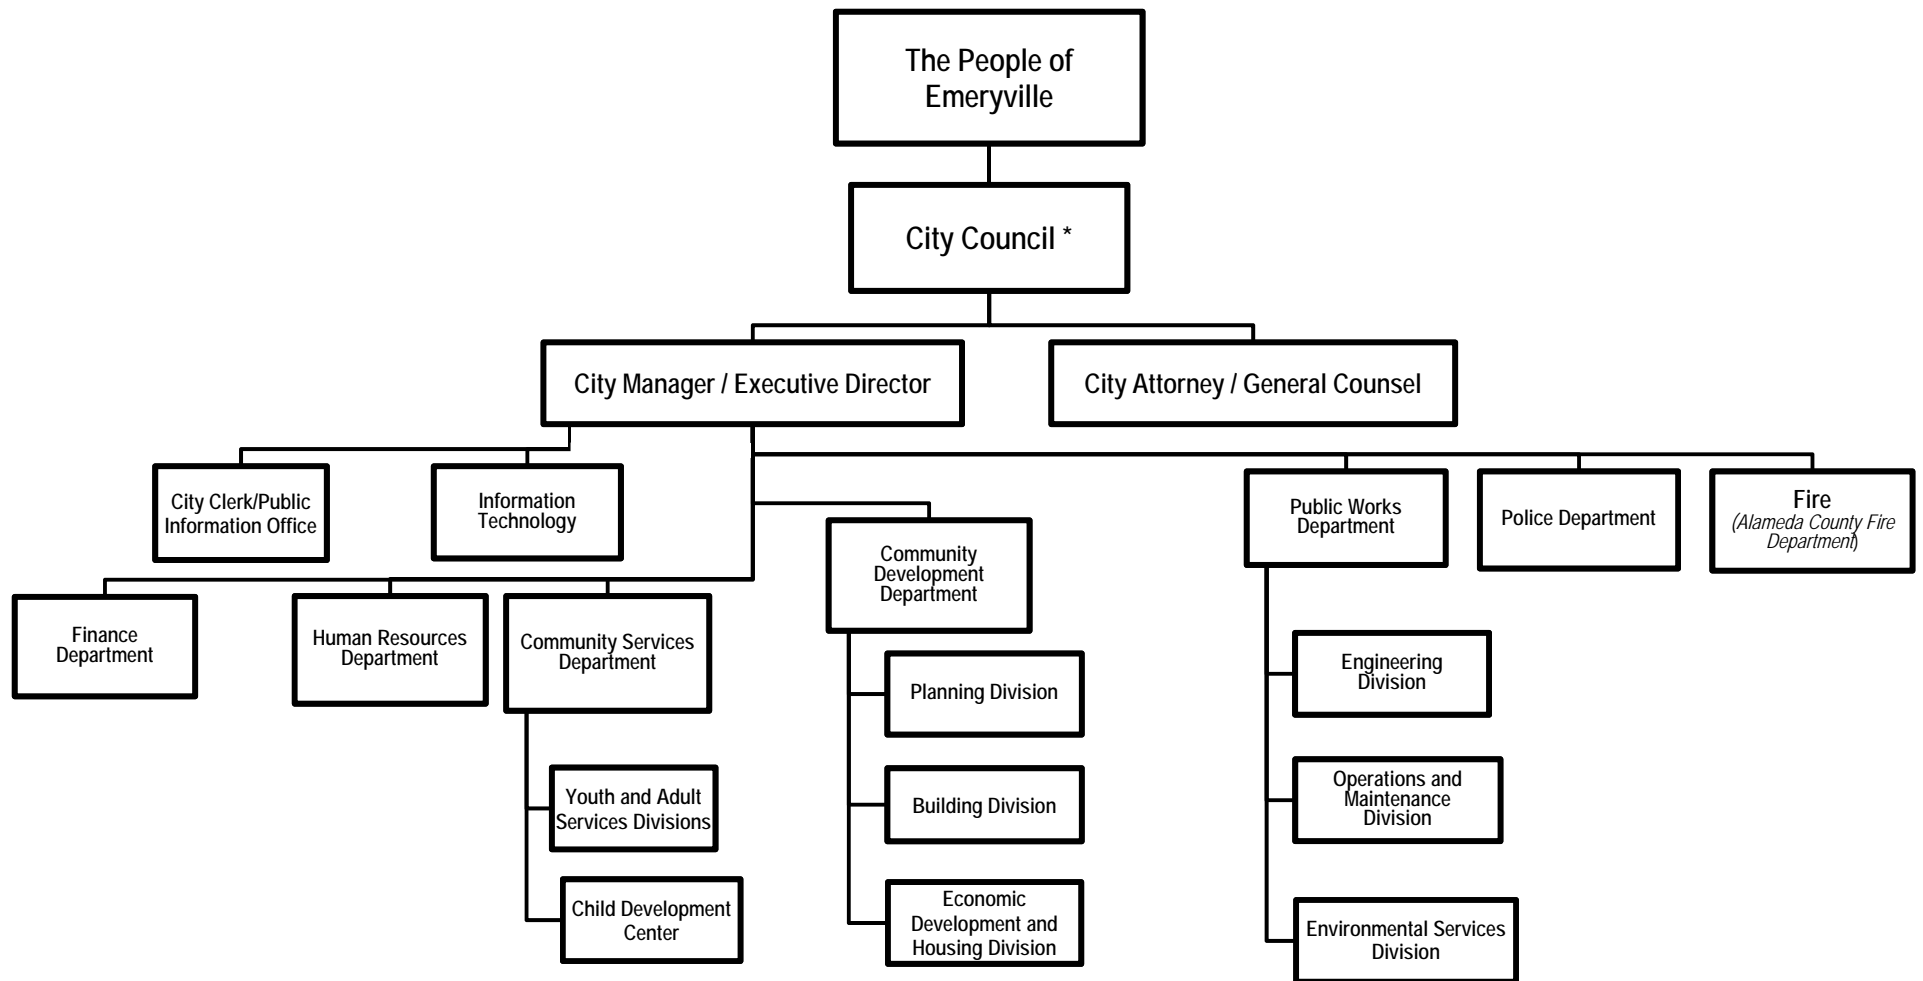 The People of
Emeryville
City Council *
City Manager / Executive Director
City Attorney / General Counsel
City Clerk/Public
Information Office
Information
Technology
Public Works
Department
Police Department
Fire
(Alameda County Fire
Department)
Community
Development
Department
Finance
Department
Human Resources
Department
Community Services
Department
Youth and Adult
Services Divisions
Child Development
Center
Planning Division
Building Division
Economic
Development and
Housing Division
Engineering
Division
Operations and
Maintenance
Division
Environmental Services
Division